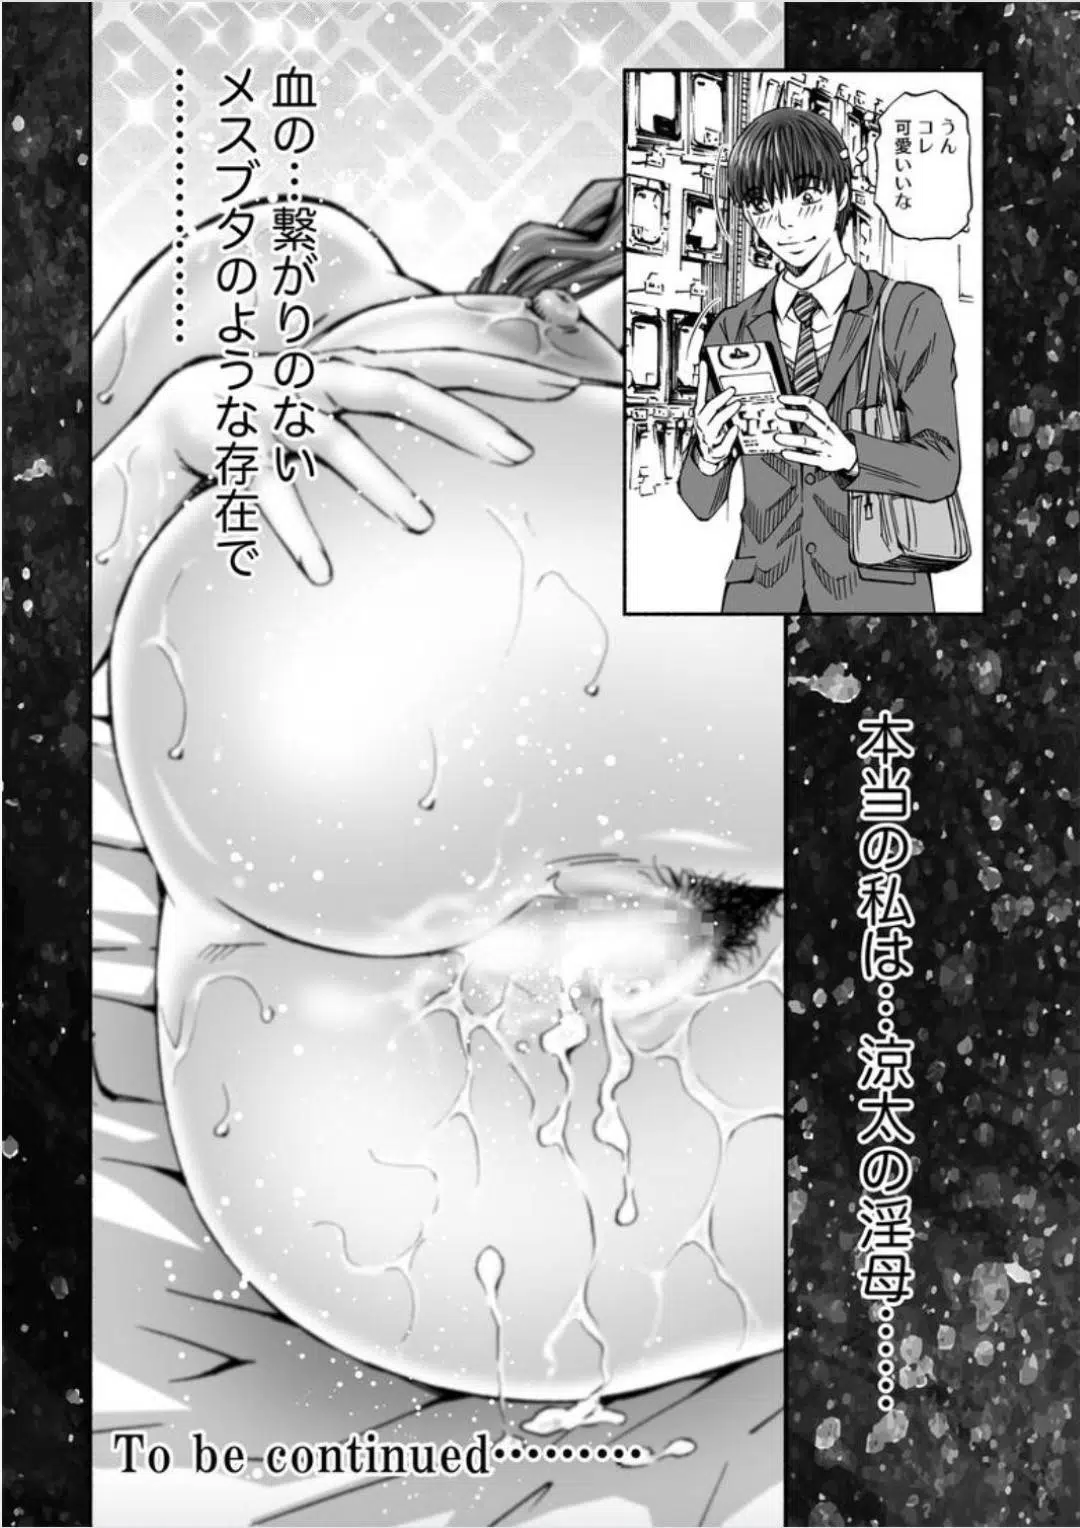 うん
コレ
可愛いいな
本当の私は…涼太の淫母………
血の…繋がりのない
メスブタのような存在で
………………
To be continued………